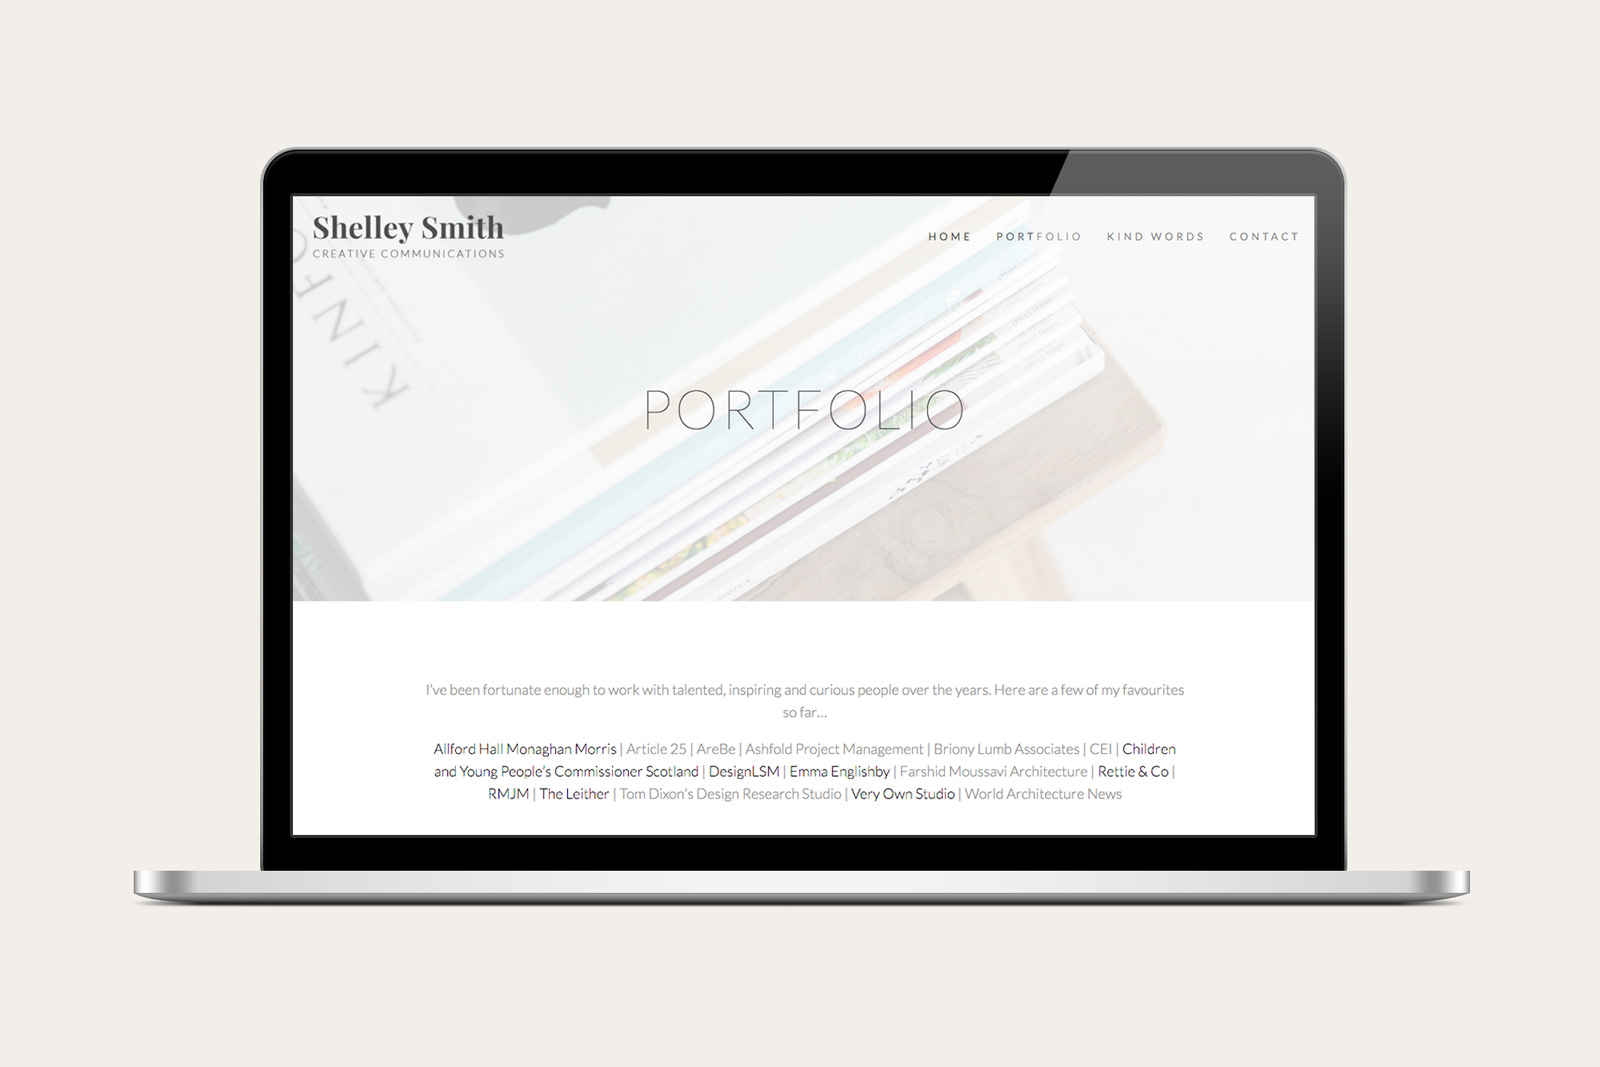 Shelley Smith
CREATIVE COMMUNICATIONS
HOME PORTFOLIO KIND WORDS CONTACT
KINFO
PORTFOLIO
I've been fortunate enough to work with talented, inspiring and curious people over the years. Here are a few of my favourites
so far...
Allford Hall Monaghan Morris | Article 25 | AreBe | Ashfold Project Management | Briony Lumb Associates | CEI | Children
and Young People's Commissioner Scotland | DesignLSM | Emma Englishby | Farshid Moussavi Architecture | Rettie & Co |
RMJM | The Leither | Tom Dixon's Design Research Studio | Very Own Studio | World Architecture News